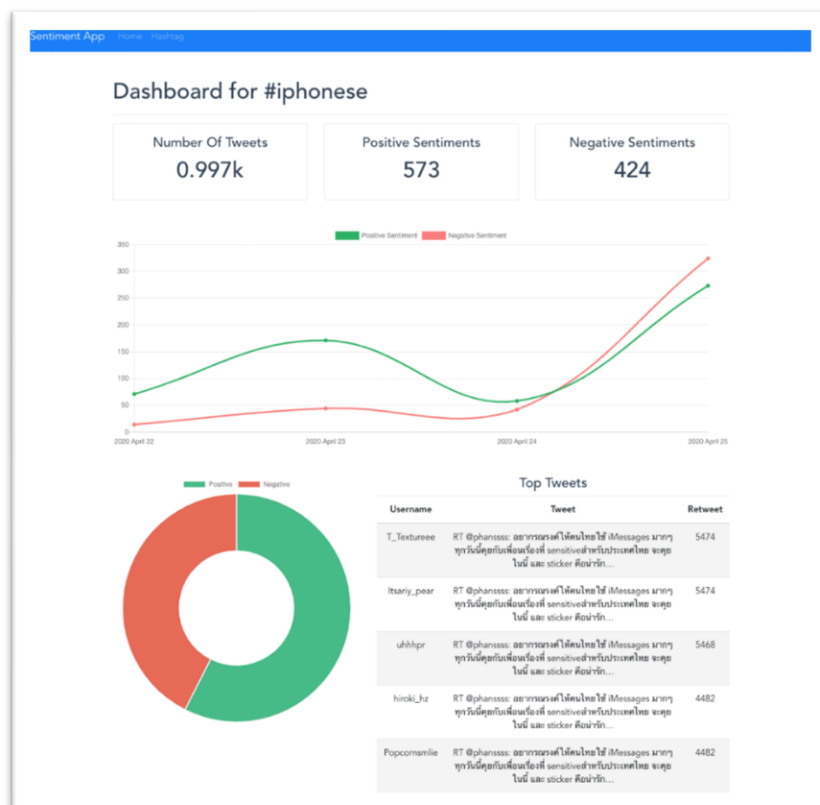 Sentiment App Home Hashtag
Dashboard for #iphonese
Number Of Tweets
0.997k
Positive Sentiments
573
Negative Sentiments
424
Positive Sentiment Negative Sentiment
350
300
250
200
150
100
50
0
2020 April 22 2020 April 23 2020 April 24 2020 April 25
Positive Negative
Top Tweets
Username Tweet Retweet
T_Textureee RT @phanssss: อยากรณรงค์ให้คนไทยใช้ iMessages มากๆ 5474
ทุกวันนี้คุยกับเพื่อนเรื่องที่ sensitiveสำหรับประเทศไทย จะคุย
ในนี้ และ sticker คือน่ารัก…
Itsariy_pear RT @phanssss: อยากรณรงค์ให้คนไทยใช้ iMessages มากๆ 5474
ทุกวันนี้คุยกับเพื่อนเรื่องที่ sensitiveสำหรับประเทศไทย จะคุย
ในนี้ และ sticker คือน่ารัก…
uhhhpr RT @phanssss: อยากรณรงค์ให้คนไทยใช้ iMessages มากๆ 5468
ทุกวันนี้คุยกับเพื่อนเรื่องที่ sensitiveสำหรับประเทศไทย จะคุย
ในนี้ และ sticker คือน่ารัก…
hiroki_hz RT @phanssss: อยากรณรงค์ให้คนไทยใช้ iMessages มากๆ 4482
ทุกวันนี้คุยกับเพื่อนเรื่องที่ sensitiveสำหรับประเทศไทย จะคุย
ในนี้ และ sticker คือน่ารัก…
Popcornsmlie RT @phanssss: อยากรณรงค์ให้คนไทยใช้ iMessages มากๆ 4482
ทุกวันนี้คุยกับเพื่อนเรื่องที่ sensitiveสำหรับประเทศไทย จะคุย
ในนี้ และ sticker คือน่ารัก…